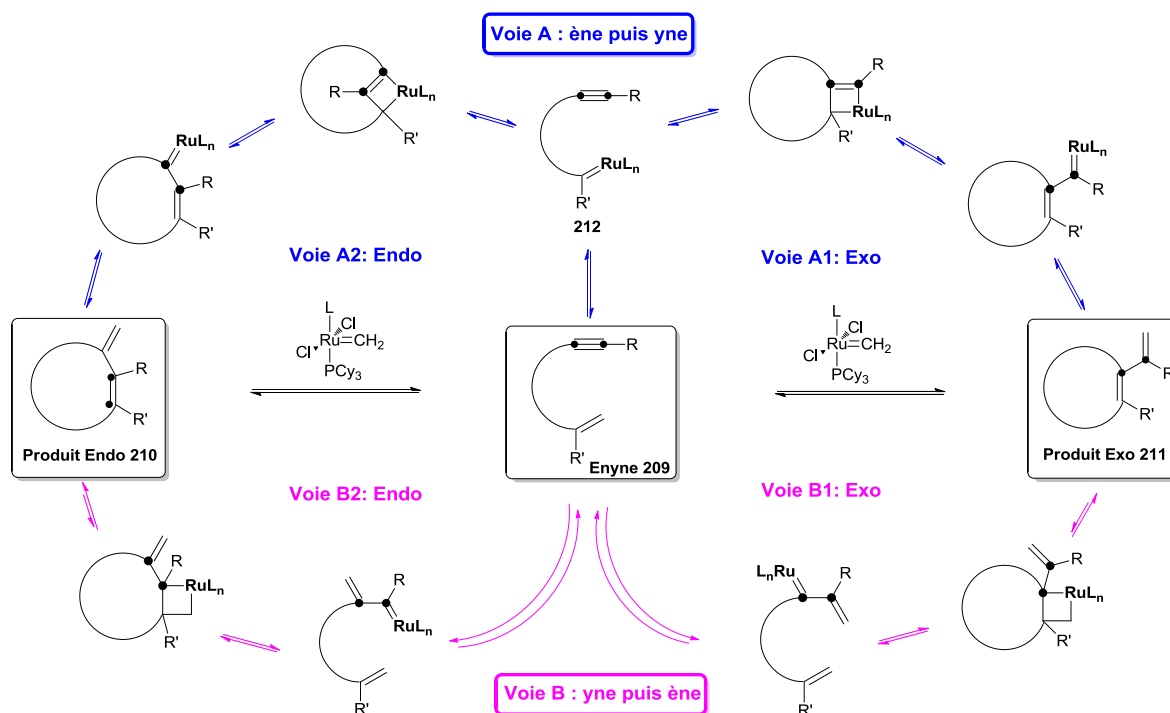 Voie A : ène puis yne
R
RuLn
R'
R
RuLn
R'
212
R
RuLn
R'
RuLn
R
R'
RuLn
R
R'
Voie A2: Endo
Voie A1: Exo
L
Cl
Ru=CH2
Cl
PCy3
L
Cl
Ru=CH2
Cl
PCy3
R
R'
Produit Endo 210
R
R'
Enyne 209
R
R'
Produit Exo 211
Voie B2: Endo
Voie B1: Exo
R
RuLn
R'
R
RuLn
R'
LnRu
R
R'
R
RuLn
R'
Voie B : yne puis ène